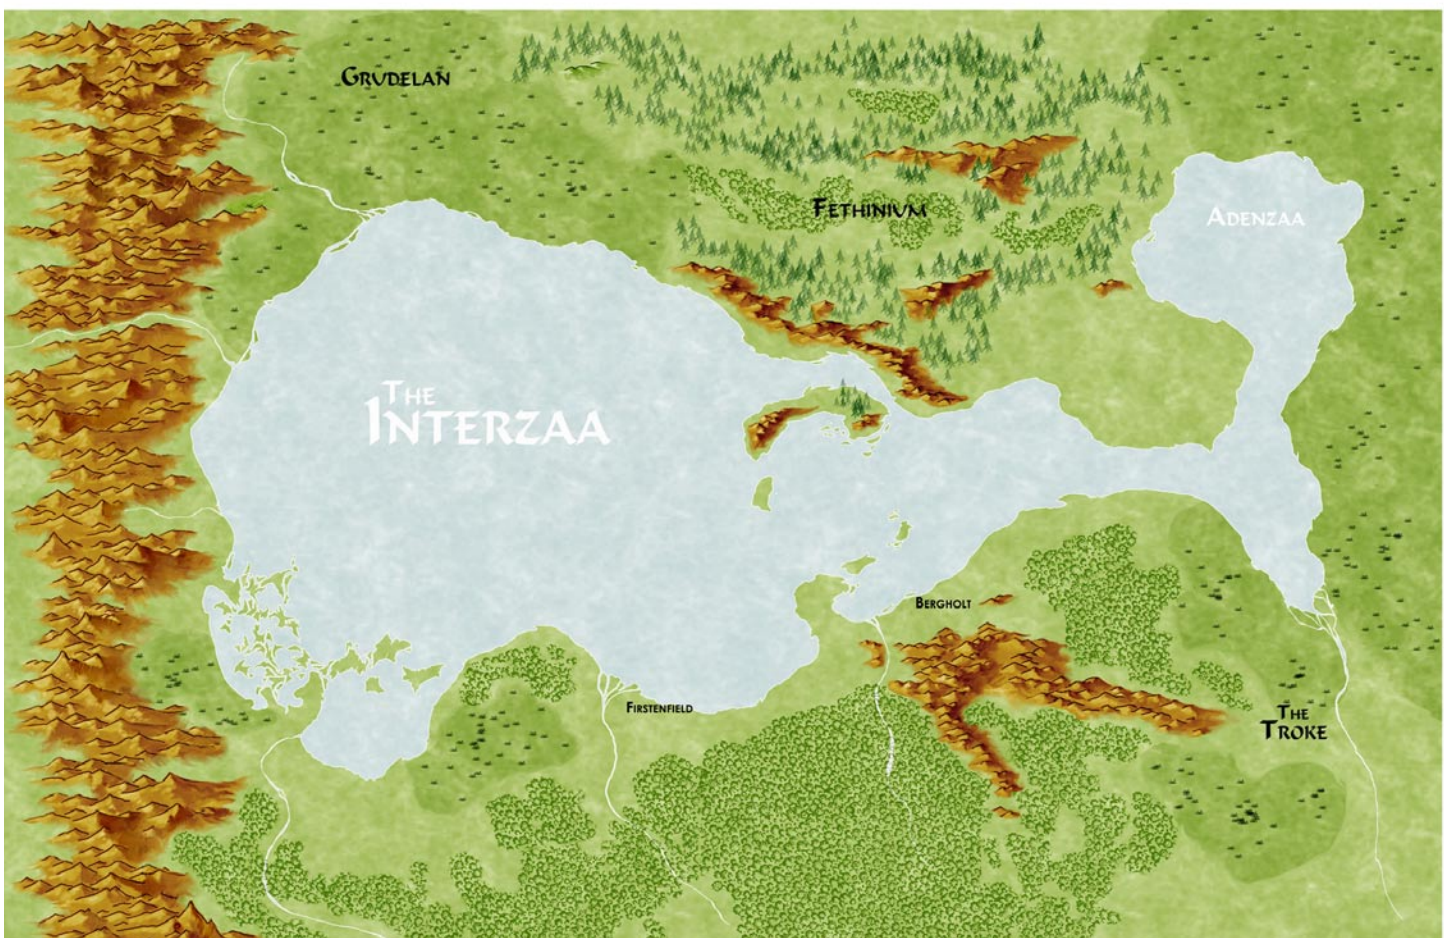 Grudelan
Fethinium
Adenzaa
The
Interzaa
Bergholt
Firstenfield
The
Troke